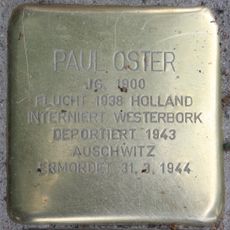 PAUL OSTER
JG. 1900
FLUCHT 1938 HOLLAND
INTERNIERT WESTERBORK
DEPORTIERT 1943
AUSCHWITZ
ERMORDET 31.3.1944